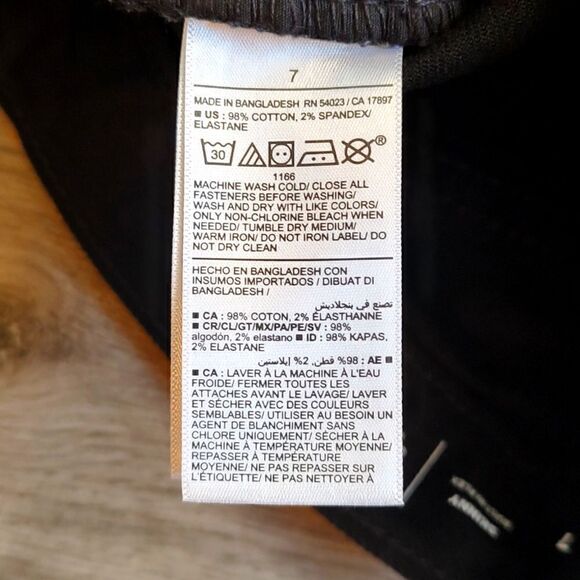 7
MADE IN BANGLADESH RN 54023 / CA 17897
■ US : 98% COTTON, 2% SPANDEX/
ELASTANE
30
®
1166
MACHINE WASH COLD/ CLOSE ALL
FASTENERS BEFORE WASHING/
WASH AND DRY WITH LIKE COLORS/
ONLY NON-CHLORINE BLEACH WHEN
NEEDED/ TUMBLE DRY MEDIUM/
WARM IRON/ DO NOT IRON LABEL/ DO
NOT DRY CLEAN
HECHO EN BANGLADESH CON
INSUMOS IMPORTADOS / DIBUAT DI
BANGLADESH /
تصنع في بنجلاديش
■ CA : 98% COTON, 2% ÉLASTHANNE
■ CR/CL/GT/MX/PA/PE/SV : 98%
algodón, 2% elastano ■ ID : 98% KAPAS,
2% ELASTANE
■ AE : 98% قطن, 2% إيلاستين
■ CA : LAVER À LA MACHINE À L'EAU
FROIDE/ FERMER TOUTES LES
ATTACHES AVANT LE LAVAGE/ LAVER
ET SÉCHER AVEC DES COULEURS
SEMBLABLES/ UTILISER AU BESOIN UN
AGENT DE BLANCHIMENT SANS
CHLORE UNIQUEMENT/ SÉCHER À LA
MACHINE À TEMPÉRATURE MOYENNE/
REPASSER À TEMPÉRATURE
MOYENNE/ NE PAS REPASSER SUR
L'ÉTIQUETTE/ NE PAS NETTOYER À
SKINNY